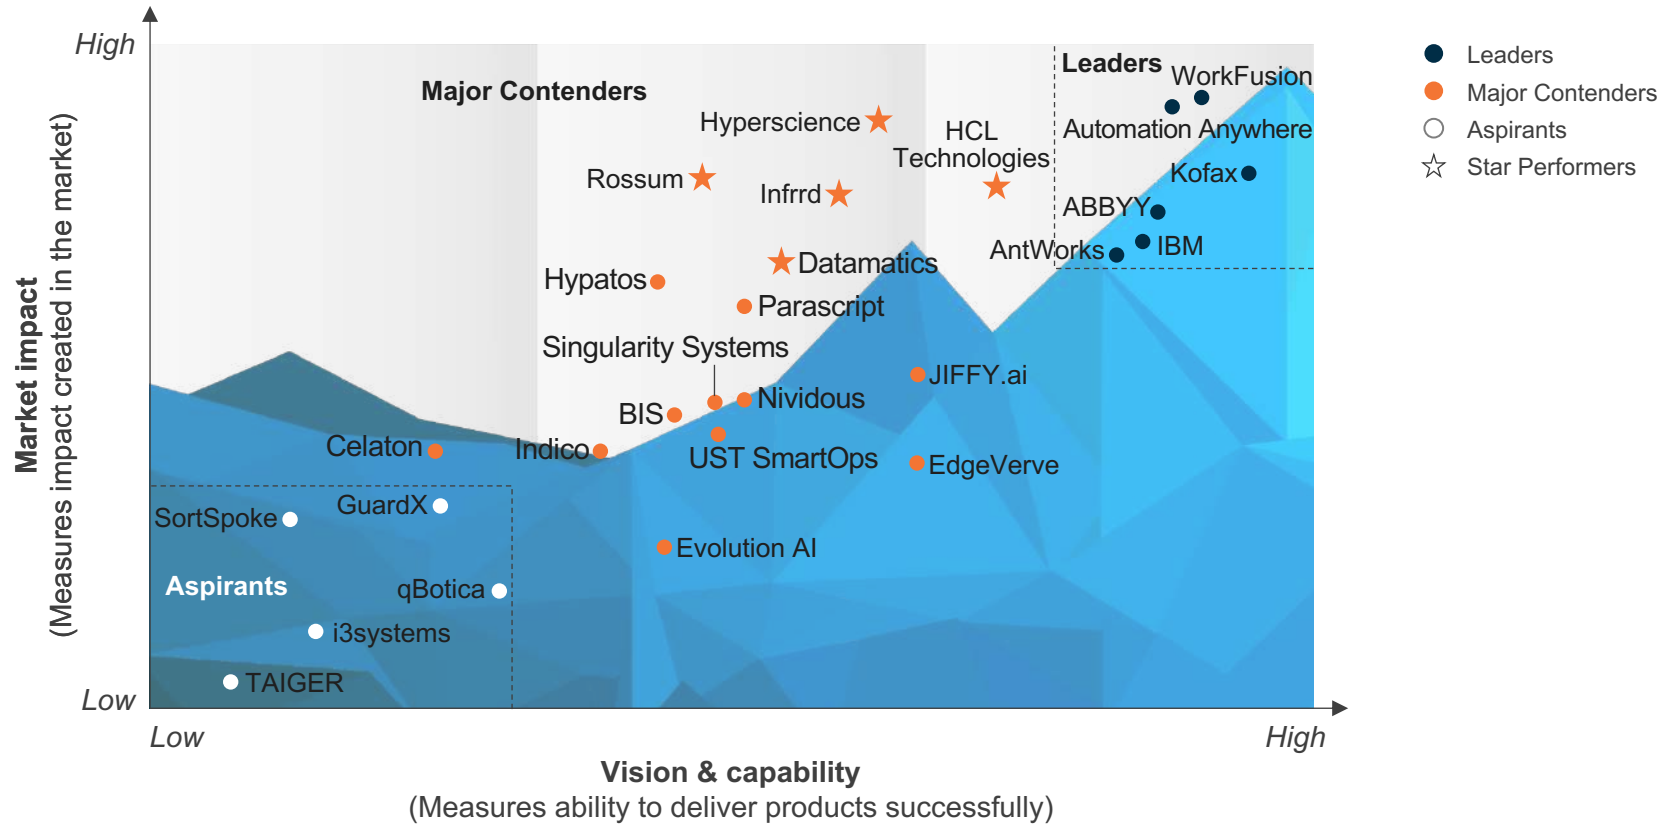 High
Major Contenders
Leaders
WorkFusion
Automation Anywhere
Hyperscience
HCL
Technologies
Rossum
Infrrd
Kofax
ABBYY
AntWorks
IBM
Datamatics
Hypatos
Parascript
Singularity Systems
JIFFY.ai
Nividous
BIS
Celaton
Indico
UST SmartOps
EdgeVerve
GuardX
SortSpoke
Evolution AI
Aspirants
qBotica
i3systems
TAIGER
Low
Low
High
Market impact
(Measures impact created in the market)
Vision & capability
(Measures ability to deliver products successfully)
Leaders
Major Contenders
Aspirants
Star Performers